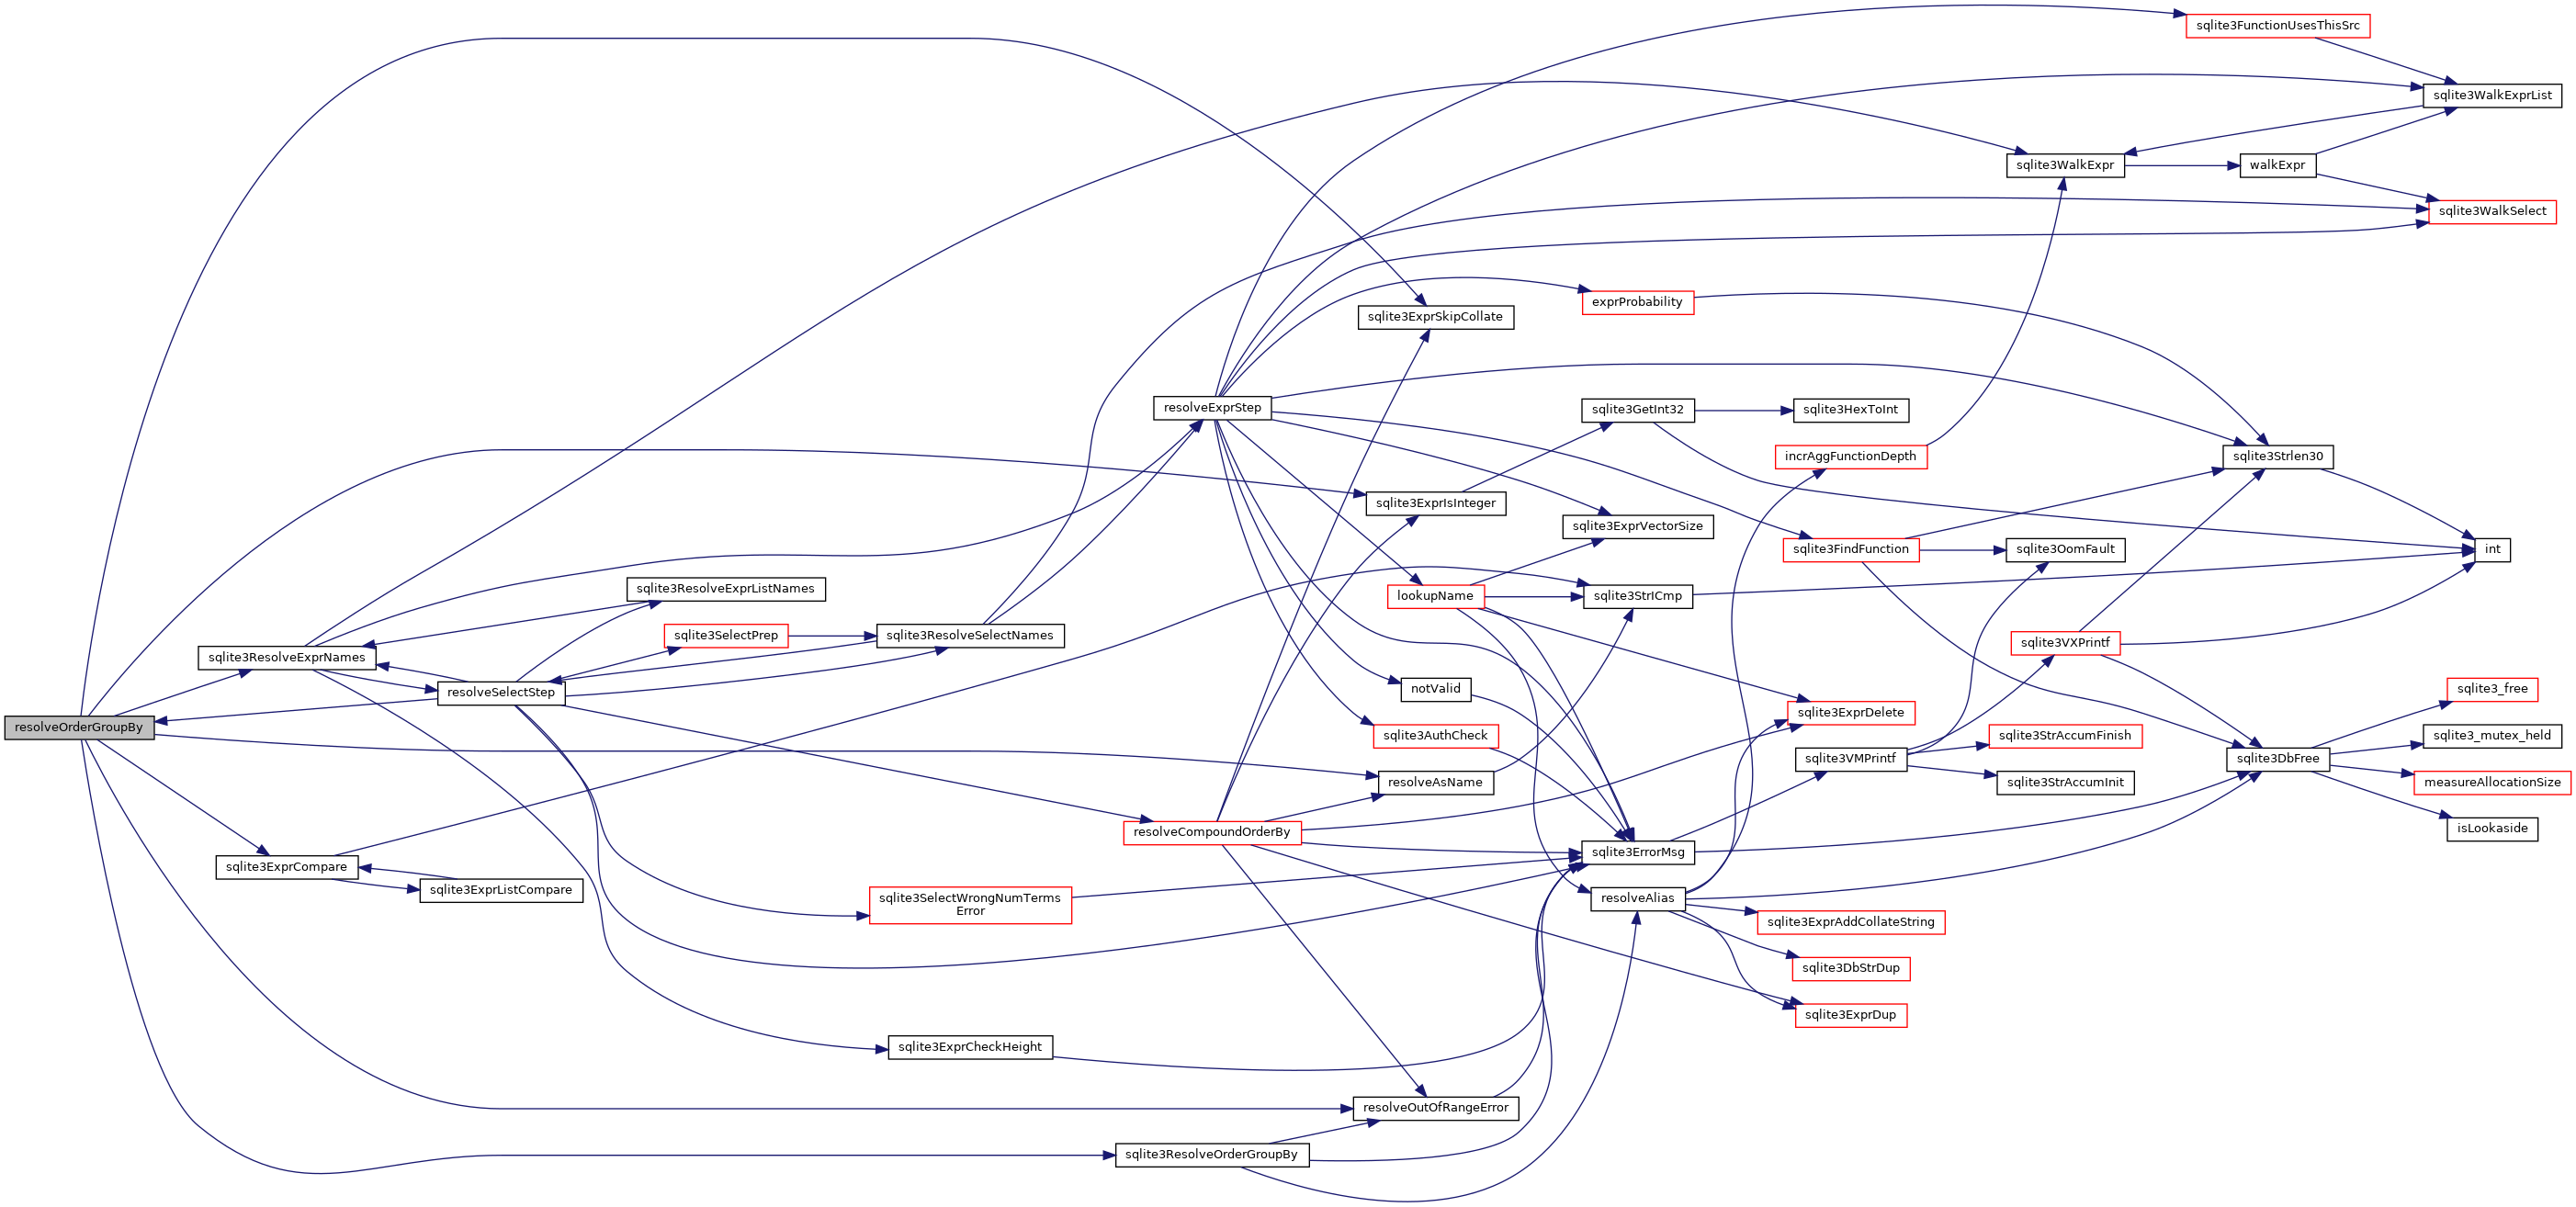 sqlite3FunctionUsesThisSrc
sqlite3WalkExprList
sqlite3WalkExpr
walkExpr
sqlite3WalkSelect
exprProbability
sqlite3ExprSkipCollate
resolveExprStep
sqlite3GetInt32
sqlite3HexToInt
incrAggFunctionDepth
sqlite3Strlen30
sqlite3ExprIsInteger
sqlite3ExprVectorSize
sqlite3FindFunction
sqlite3OomFault
int
sqlite3ResolveExprListNames
lookupName
sqlite3StrICmp
sqlite3SelectPrep
sqlite3ResolveSelectNames
sqlite3VXPrintf
sqlite3ResolveExprNames
resolveSelectStep
notValid
sqlite3_free
sqlite3ExprDelete
resolveOrderGroupBy
sqlite3AuthCheck
sqlite3StrAccumFinish
sqlite3_mutex_held
sqlite3VMPrintf
sqlite3DbFree
resolveAsName
sqlite3StrAccumInit
measureAllocationSize
resolveCompoundOrderBy
isLookaside
sqlite3ErrorMsg
sqlite3ExprCompare
sqlite3ExprListCompare
sqlite3SelectWrongNumTerms
Error
resolveAlias
sqlite3ExprAddCollateString
sqlite3DbStrDup
sqlite3ExprDup
sqlite3ExprCheckHeight
resolveOutOfRangeError
sqlite3ResolveOrderGroupBy